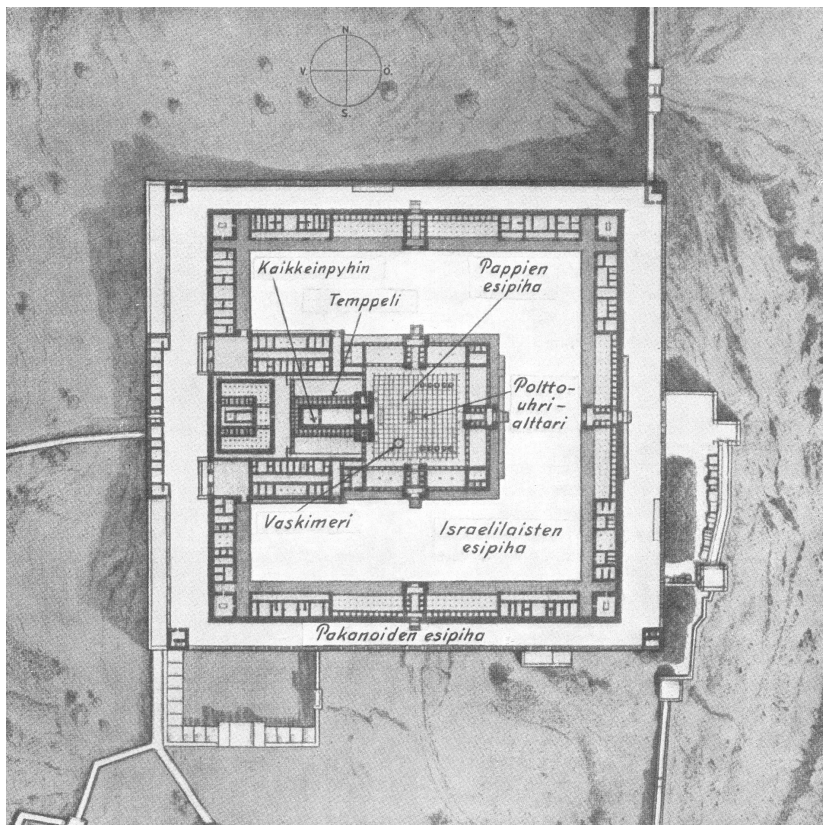 N
V. Ö.
S.
Kaikkeinpyhin
Temppeli
Pappien
esipiha
Poltto-
uhri-
alttari
Vaskimeri
Israelilaisten
esipiha
Pakanoiden esipiha